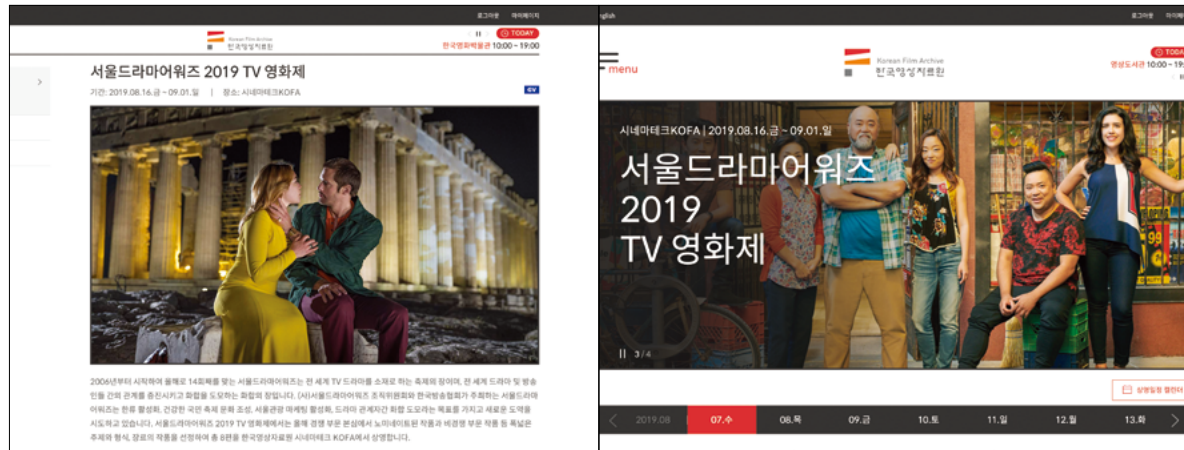 로그아웃 마이페이지
Korean Film Archive
한국영상자료원
TODAY
한국영화박물관 10:00 ~ 19:00
서울드라마어워즈 2019 TV 영화제
기간: 2019.08.16.금 ~ 09.01.일 | 장소: 시네마테크KOFA
GV
2006년부터 시작하여 올해로 14회째를 맞는 서울드라마어워즈는 전 세계 TV 드라마를 소재로 하는 축제의 장이며, 전 세계 드라마 및 방송
인들 간의 관계를 증진시키고 화합을 도모하는 화합의 장입니다. (사)서울드라마어워즈 조직위원회와 한국방송협회가 주최하는 서울드라마
어워즈는 한류 활성화, 건강한 국민 축제 문화 조성, 서울관광 마케팅 활성화, 드라마 관계자간 화합 도모라는 목표를 가지고 새로운 도약을
시도하고 있습니다. 서울드라마어워즈 2019 TV 영화제에서는 올해 경쟁 부문 본심에서 노미네이트된 작품과 비경쟁 부문 작품 등 폭넓은
주제와 형식, 장르의 작품을 선정하여 총 8편을 한국영상자료원 시네마테크 KOFA에서 상영합니다.
nglish
로그아웃 마이페
menu
Korean Film Archive
한국영상자료원
TODA
영상도서관 10:00 ~ 19:
시네마테크KOFA | 2019.08.16.금 ~ 09.01.일
서울드라마어워즈
2019
TV 영화제
3/4
상영일정 캘린더
2019.08 07.수 08.목 09.금 10.토 11.일 12.월 13.화